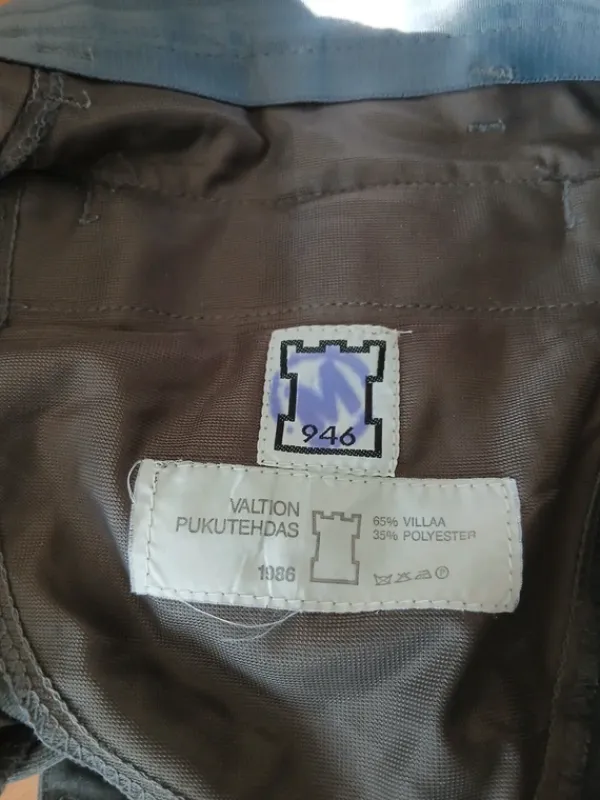 M
946
VALTION
PUKUTEHDAS
1986
65% VILLAA
35% POLYESTER
P